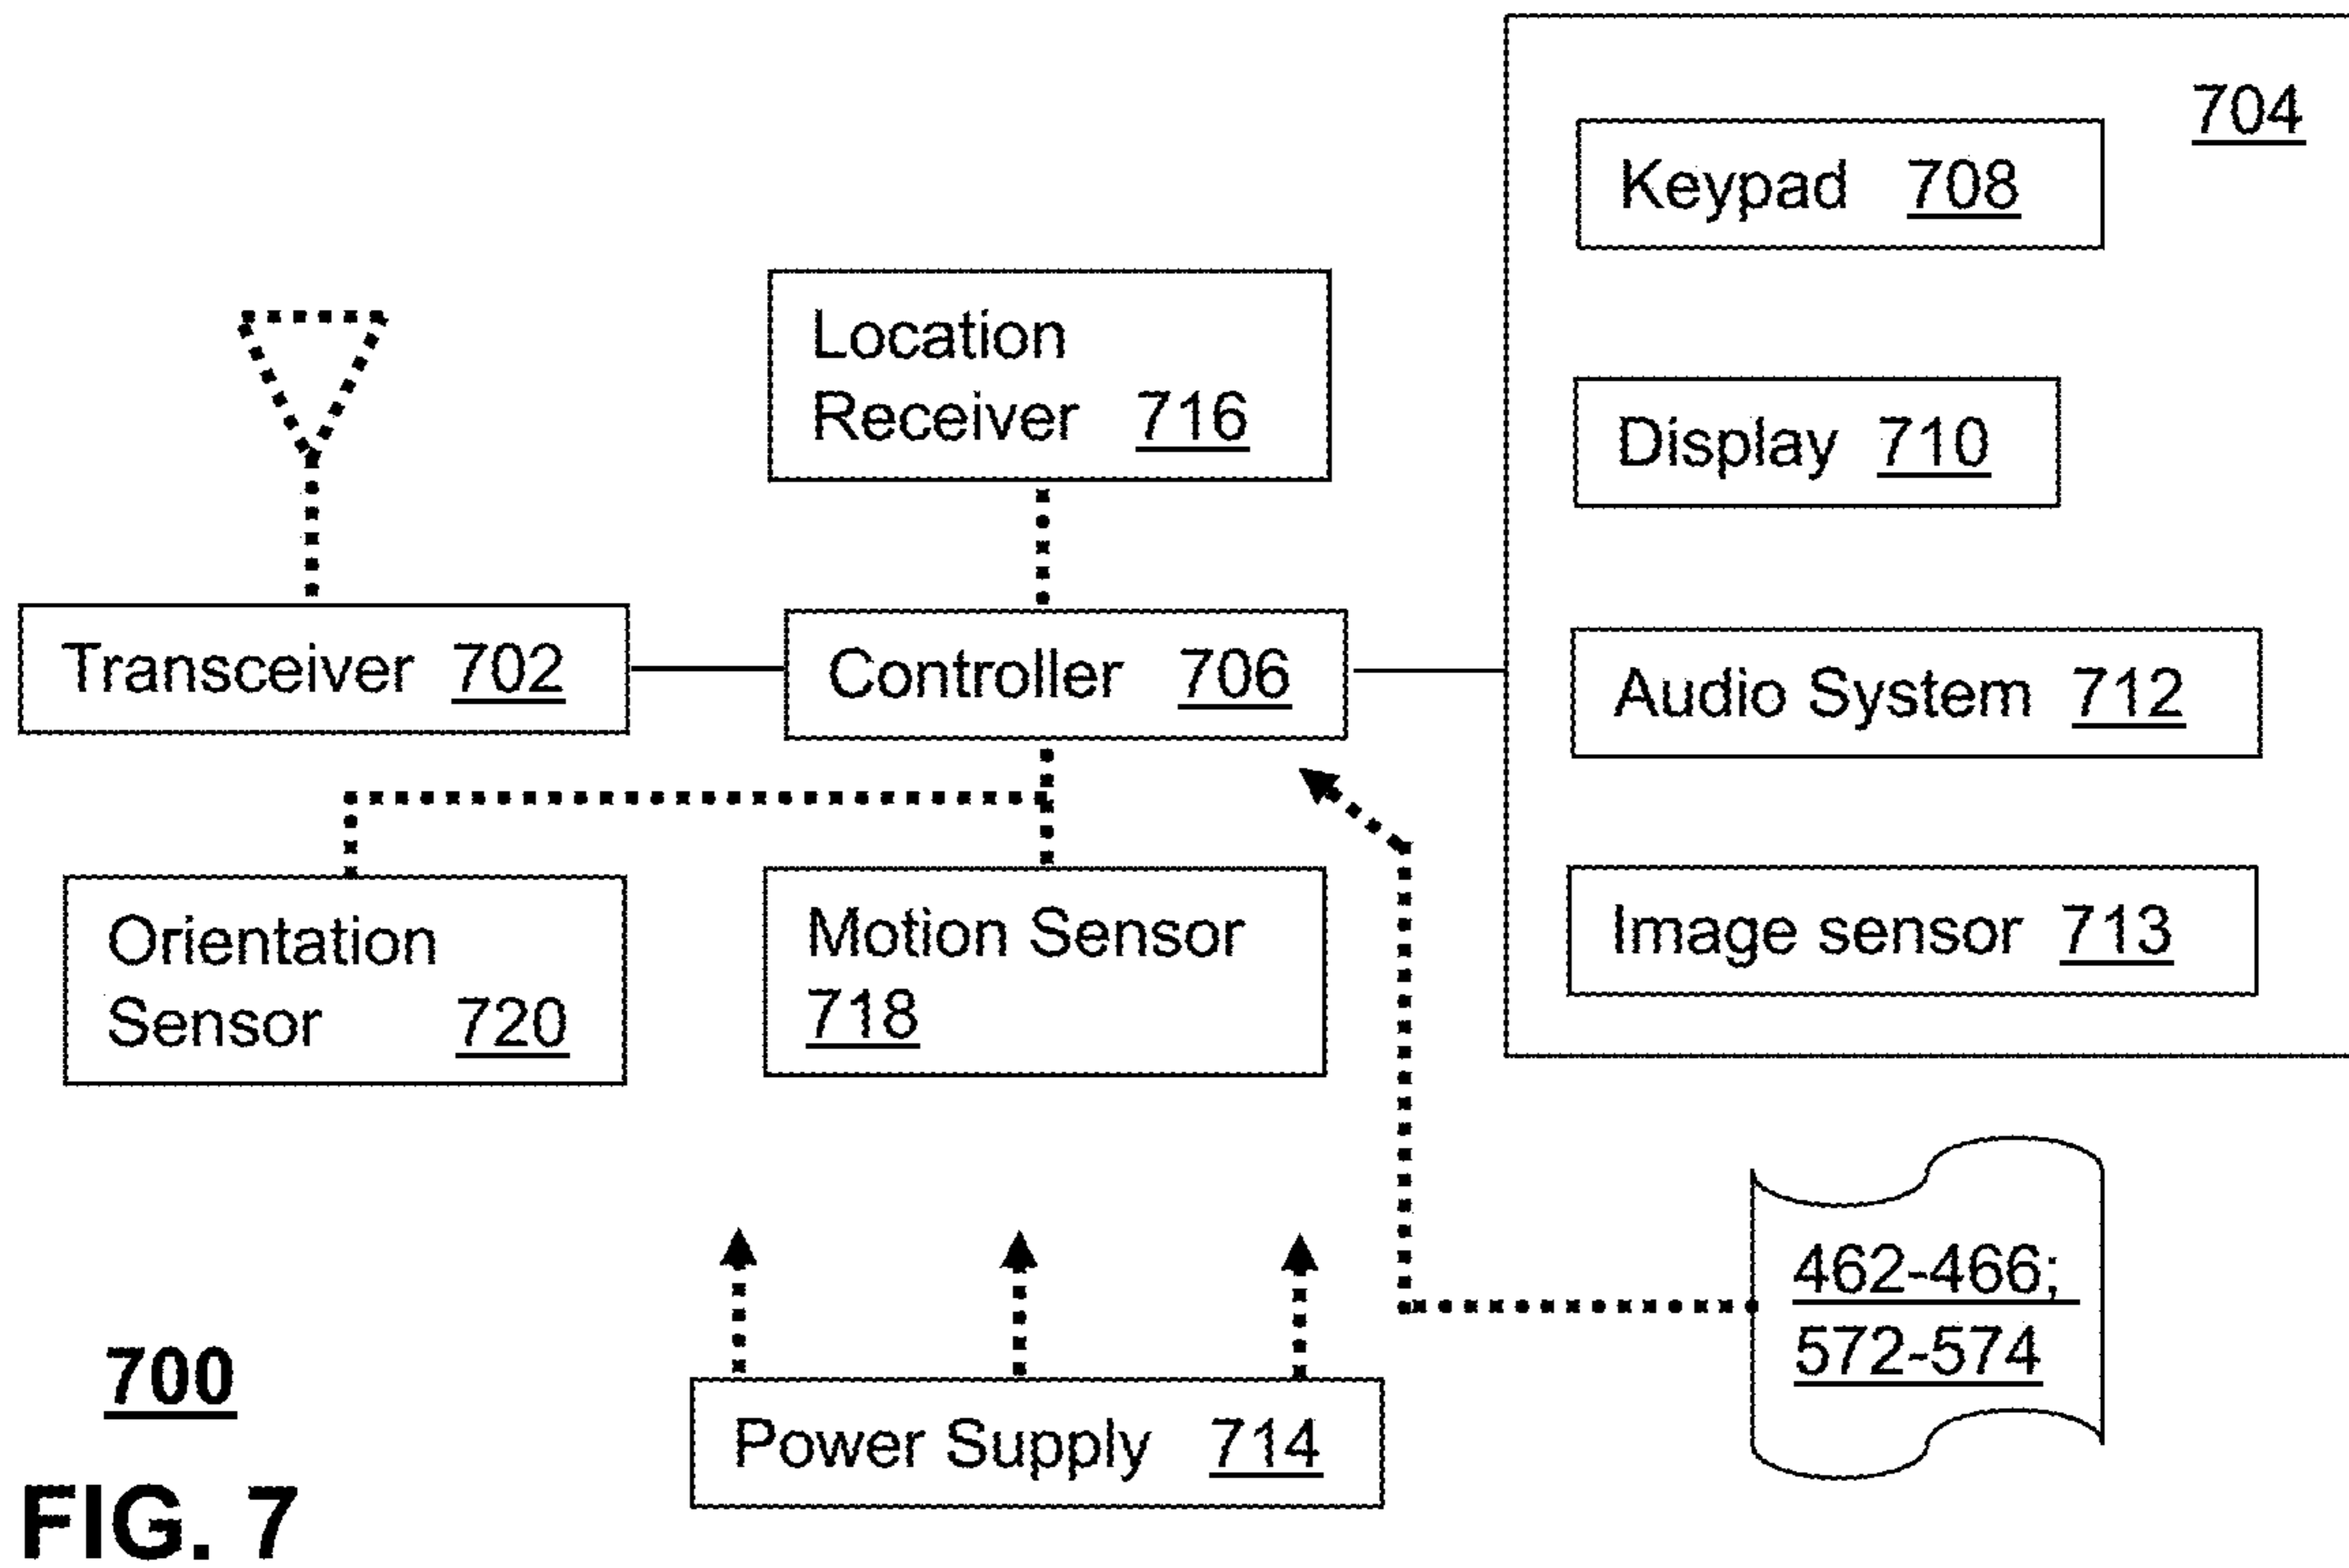 704
Keypad 708
Location
Receiver 716
Display 710
Transceiver 702
Controller 706
Audio System 712
Orientation
Sensor 720
Motion Sensor
718
Image sensor 713
462-466;
572-574
700
Power Supply 714
FIG. 7